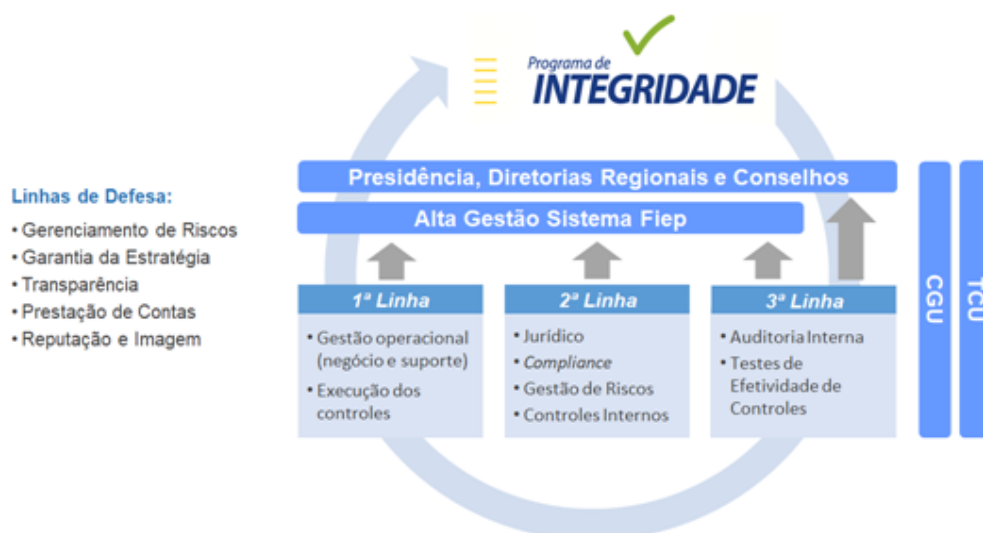 Programa de
INTEGRIDADE
Linhas de Defesa:
• Gerenciamento de Riscos
• Garantia da Estratégia
• Transparência
• Prestação de Contas
• Reputação e Imagem
Presidência, Diretorias Regionais e Conselhos
Alta Gestão Sistema Fiep
1ª Linha
• Gestão operacional
(negócio e suporte)
• Execução dos
controles
2ª Linha
• Jurídico
• Compliance
• Gestão de Riscos
• Controles Internos
3ª Linha
• Auditoria Interna
• Testes de
Efetividade de
Controles
CGU
TCU